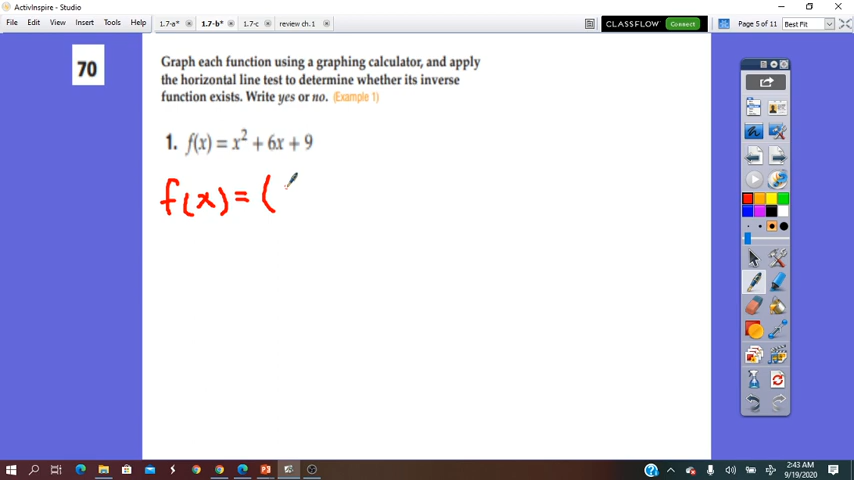 ActivInspire - Studio
File Edit View Insert Tools Help
1.7-a* 1.7-b* 1.7-c review ch.1
CLASSFLOW Connect
Page 5 of 11
Best Fit
70
Graph each function using a graphing calculator, and apply
the horizontal line test to determine whether its inverse
function exists. Write yes or no. (Example 1)
1. f(x) = x² + 6x + 9
f(x) = (
2:43 AM
9/19/2020